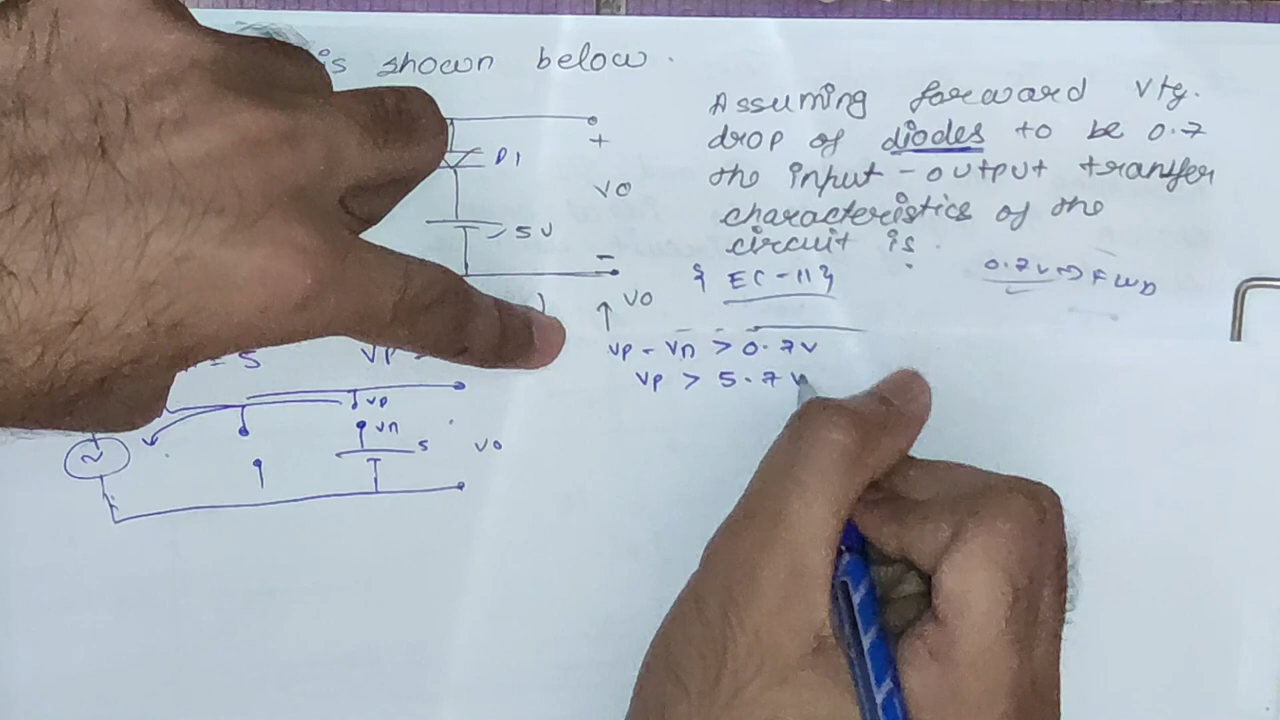 is shown below.
Assuming forward vtg.
drop of diodes to be 0.7
the input-output transfer
characteristics of the
circuit is :
{ EC-11}
0.7V → FWD
+
D1
VO
5V
-
VO
VP - Vn > 0.7V
VP > 5.7V
= 5
VP
VP
Vn
5
VO